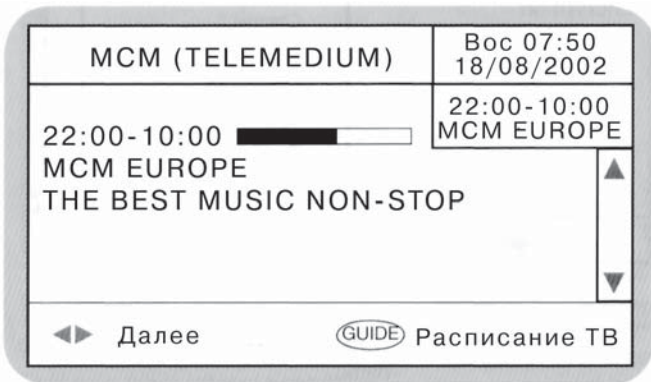 MCM (TELEMEDIUM)
Вос 07:50
18/08/2002
22:00-10:00
MCM EUROPE
22:00-10:00
MCM EUROPE
THE BEST MUSIC NON-STOP
Далее
GUIDE Расписание ТВ